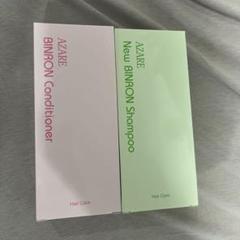 AZARE
BINRON Conditioner
Hair Care
AZARE
New BINRON Shampoo
Hair Care